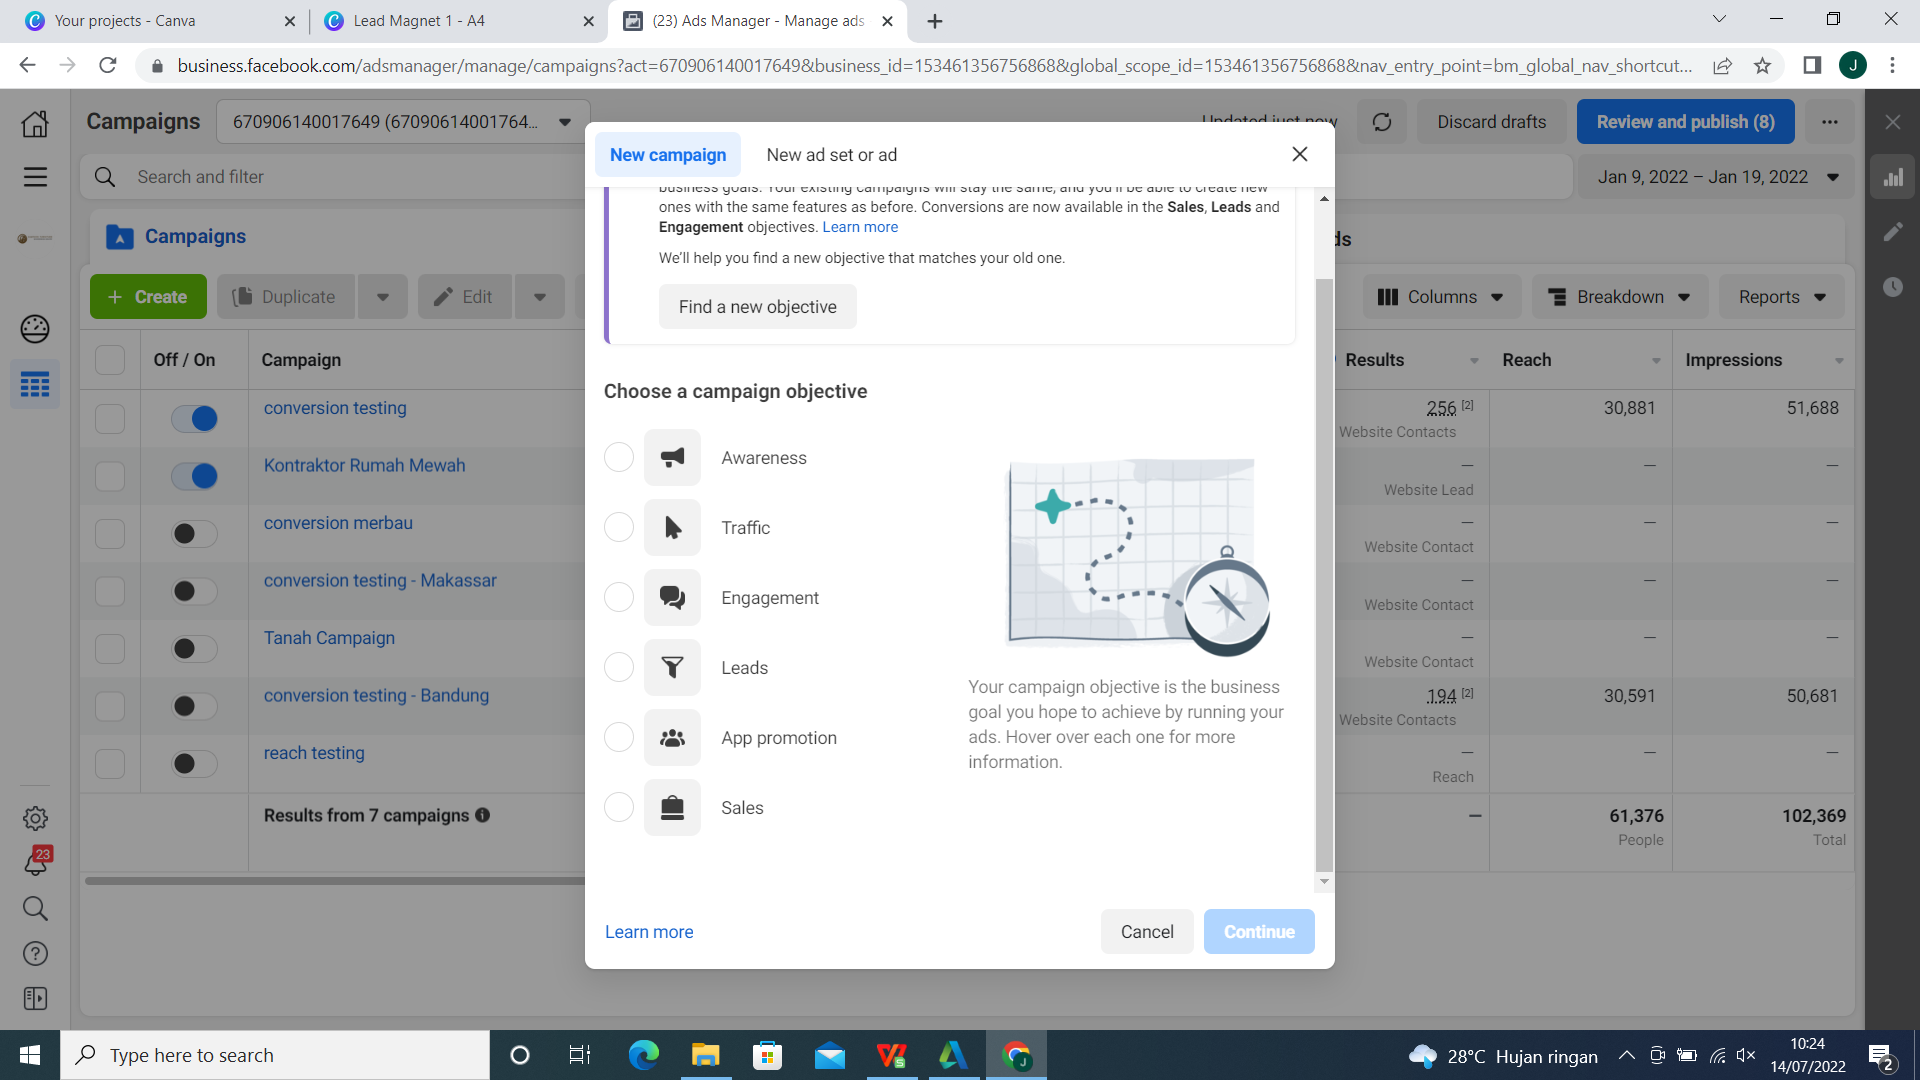 Your projects - Canva
Lead Magnet 1 - A4
(23) Ads Manager - Manage ads
business.facebook.com/adsmanager/manage/campaigns?act=670906140017649&business_id=153461356756868&global_scope_id=153461356756868&nav_entry_point=bm_global_nav_shortcut...
J
Campaigns
670906140017649 (67090614001764...
Updated just now
Discard drafts
Review and publish (8)
New campaign
New ad set or ad
Search and filter
Jan 9, 2022 – Jan 19, 2022
business goals. Your existing campaigns will stay the same, and you'll be able to create new
ones with the same features as before. Conversions are now available in the Sales, Leads and
Engagement objectives. Learn more
We'll help you find a new objective that matches your old one.
Find a new objective
Campaigns
ds
+ Create
Duplicate
Edit
Columns
Breakdown
Reports
Off / On
Campaign
Results
Reach
Impressions
conversion testing
256 [2]
Website Contacts
30,881
51,688
Kontraktor Rumah Mewah
—
Website Lead
—
—
conversion merbau
—
Website Contact
—
—
conversion testing - Makassar
—
Website Contact
—
—
Tanah Campaign
—
Website Contact
—
—
conversion testing - Bandung
194 [2]
Website Contacts
30,591
50,681
reach testing
—
Reach
—
—
Results from 7 campaigns
—
61,376
People
102,369
Total
Choose a campaign objective
Awareness
Traffic
Engagement
Leads
App promotion
Sales
Your campaign objective is the business
goal you hope to achieve by running your
ads. Hover over each one for more
information.
Learn more
Cancel
Continue
23
Type here to search
28°C Hujan ringan
10:24
14/07/2022
2